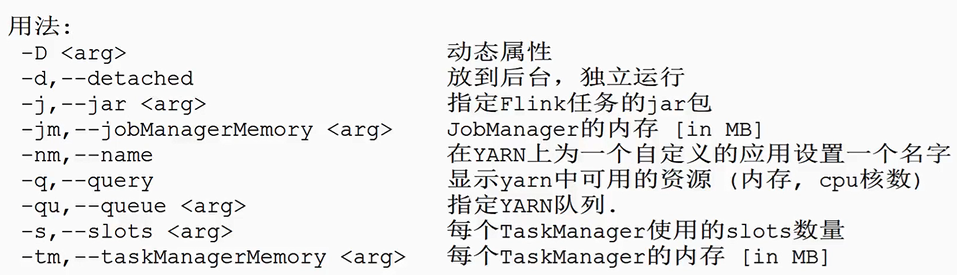 用法:
-D <arg> 动态属性
-d,--detached 放到后台，独立运行
-j,--jar <arg> 指定Flink任务的jar包
-jm,--jobManagerMemory <arg> JobManager的内存 [in MB]
-nm,--name 在YARN上为一个自定义的应用设置一个名字
-q,--query 显示yarn中可用的资源 (内存, cpu核数)
-qu,--queue <arg> 指定YARN队列.
-s,--slots <arg> 每个TaskManager使用的slots数量
-tm,--taskManagerMemory <arg> 每个TaskManager的内存 [in MB]